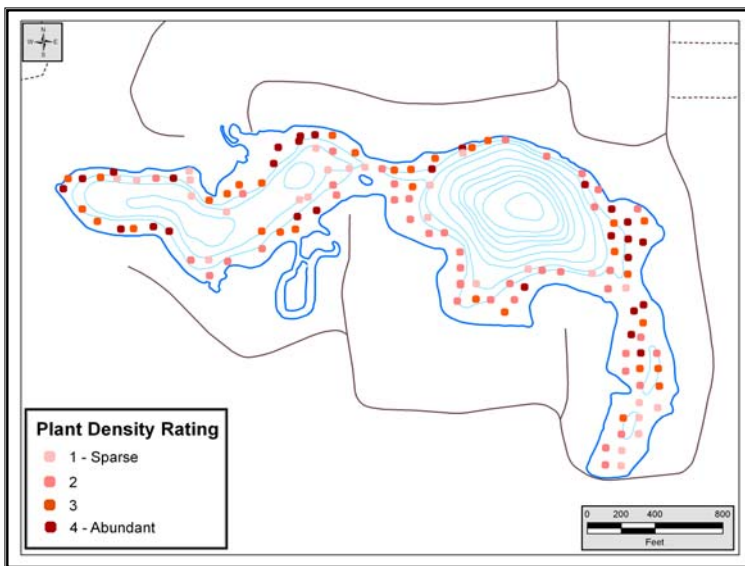 N
W E
S
Plant Density Rating
1 - Sparse
2
3
4 - Abundant
0 200 400 800
Feet